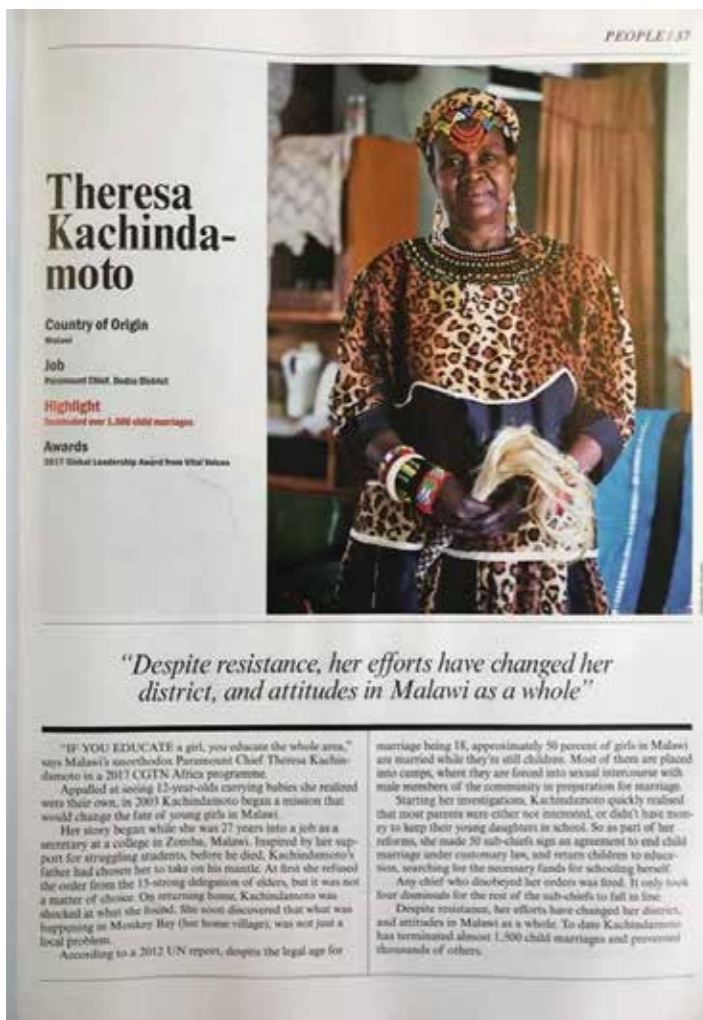 PEOPLE / 37
Theresa
Kachinda-
moto
Country of Origin
Malawi
Job
Paramount Chief, Dedza District
Highlight
Terminated over 1,500 child marriages
Awards
2017 Global Leadership Award from Vital Voices
“Despite resistance, her efforts have changed her
district, and attitudes in Malawi as a whole”
“IF YOU EDUCATE a girl, you educate the whole area,”
says Malawi's unorthodox Paramount Chief Theresa Kachin-
damoto in a 2017 CGTN Africa programme.
Appalled at seeing 12-year-olds carrying babies she realized
were their own, in 2003 Kachindamoto began a mission that
would change the fate of young girls in Malawi.
Her story began while she was 27 years into a job as a
secretary at a college in Zomba, Malawi. Inspired by her sup-
port for struggling students, before he died, Kachindamoto's
father had chosen her to take on his mantle. At first she refused
the order from the 15-strong delegation of elders, but it was not
a matter of choice. On returning home, Kachindamoto was
shocked at what she found. She soon discovered that what was
happening in Monkey Bay (her home village), was not just a
local problem.
According to a 2012 UN report, despite the legal age for
marriage being 18, approximately 50 percent of girls in Malawi
are married while they're still children. Most of them are placed
into camps, where they are forced into sexual intercourse with
male members of the community in preparation for marriage.
Starting her investigations, Kachindamoto quickly realised
that most parents were either not interested, or didn't have mon-
ey to keep their young daughters in school. So as part of her
reforms, she made 50 sub-chiefs sign an agreement to end child
marriage under customary law, and return children to educa-
tion, searching for the necessary funds for schooling herself.
Any chief who disobeyed her orders was fired. It only took
four dismissals for the rest of the sub-chiefs to fall in line.
Despite resistance, her efforts have changed her district,
and attitudes in Malawi as a whole. To date Kachindamoto
has terminated almost 1,500 child marriages and prevented
thousands of others.